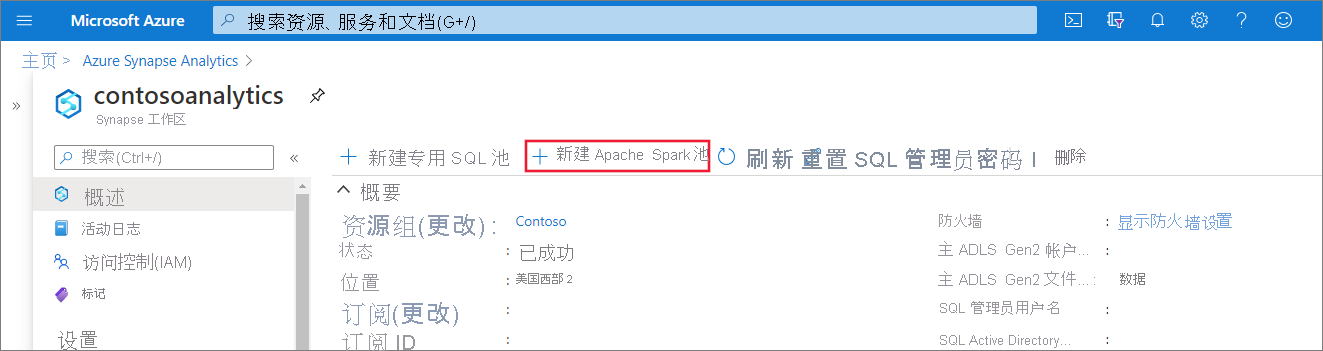 Microsoft Azure
搜索资源、服务和文档(G+/)
主页 > Azure Synapse Analytics >
contosoanalytics
Synapse 工作区
搜索(Ctrl+/)
«
+ 新建专用 SQL 池
+ 新建 Apache Spark池
刷新 重置 SQL 管理员密码 I 删除
概述
活动日志
访问控制(IAM)
标记
设置
概要
资源组(更改) : Contoso
状态 : 已成功
位置 : 美国西部 2
订阅(更改) :
订阅 ID :
防火墙 : 显示防火墙设置
主 ADLS Gen2 帐户... :
主 ADLS Gen2 文件... : 数据
SQL 管理员用户名 :
SQL Active Directory... :